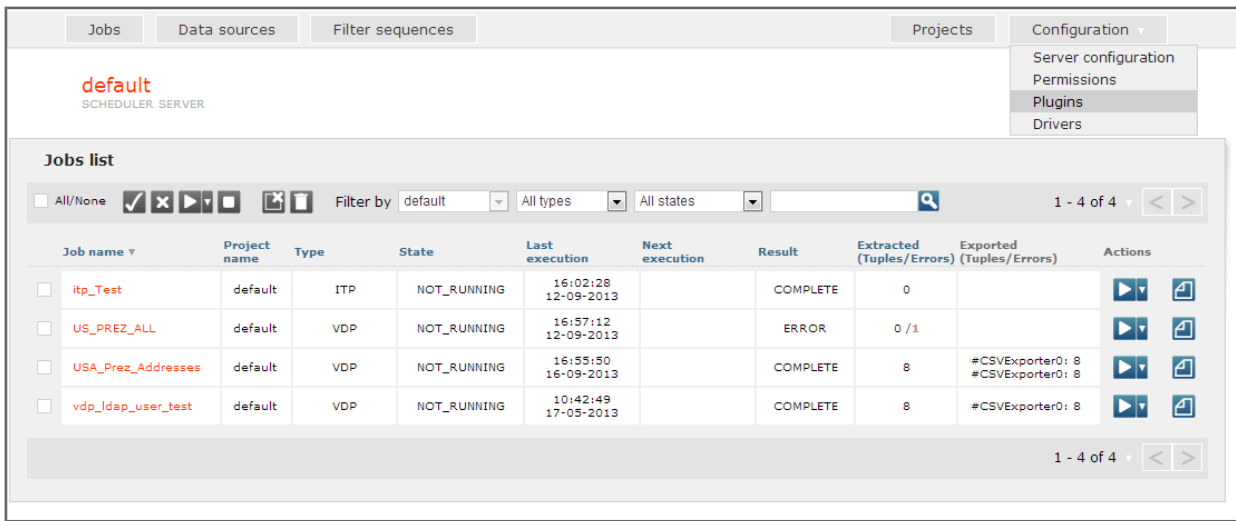 Jobs Data sources Filter sequences Projects Configuration
Server configuration
Permissions
Plugins
Drivers
default
SCHEDULER SERVER
Jobs list
All/None Filter by default All types All states 1 - 4 of 4 < >
Job name Project name Type State Last execution Next execution Result Extracted (Tuples/Errors) Exported (Tuples/Errors) Actions
itp_Test default ITP NOT_RUNNING 16:02:28 12-09-2013 COMPLETE 0
US_PREZ_ALL default VDP NOT_RUNNING 16:57:12 12-09-2013 ERROR 0 /1
USA_Prez_Addresses default VDP NOT_RUNNING 16:55:50 16-09-2013 COMPLETE 8 #CSVExporter0: 8 #CSVExporter0: 8
vdp_ldap_user_test default VDP NOT_RUNNING 10:42:49 17-05-2013 COMPLETE 8 #CSVExporter0: 8
1 - 4 of 4 < >